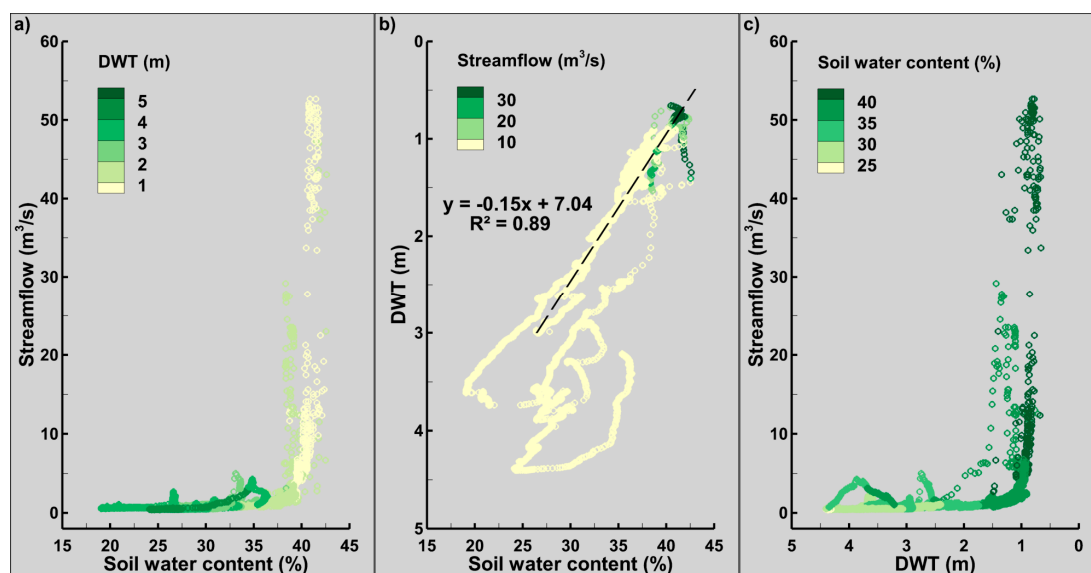 a)
60
50
40
30
20
10
0
Streamflow (m³/s)
DWT (m)
5
4
3
2
1
15 20 25 30 35 40 45
Soil water content (%)
b)
0
1
2
3
4
5
DWT (m)
Streamflow (m³/s)
30
20
10
y = -0.15x + 7.04
R² = 0.89
15 20 25 30 35 40 45
Soil water content (%)
c)
60
50
40
30
20
10
0
Streamflow (m³/s)
Soil water content (%)
40
35
30
25
5 4 3 2 1 0
DWT (m)